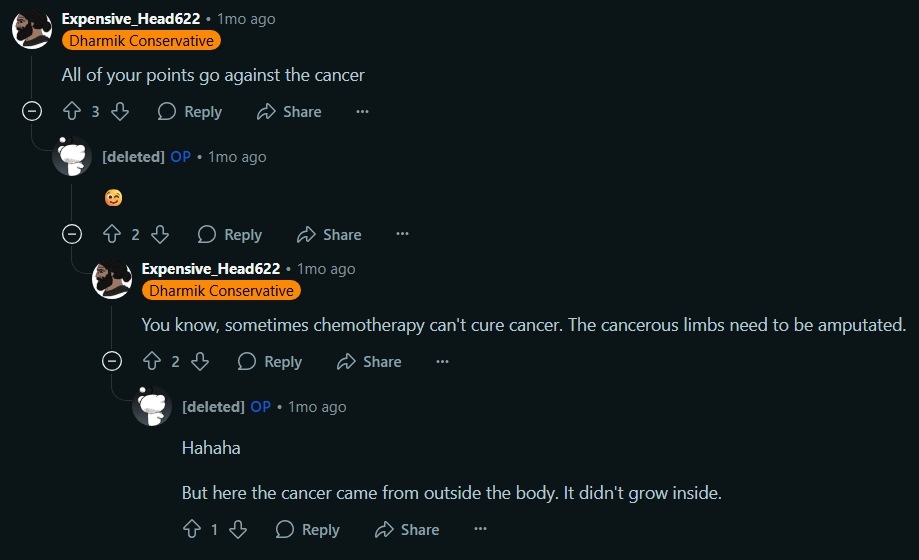 Expensive_Head622 • 1mo ago
Dharmik Conservative
All of your points go against the cancer
3 Reply Share ...
[deleted] OP • 1mo ago
😉
2 Reply Share ...
Expensive_Head622 • 1mo ago
Dharmik Conservative
You know, sometimes chemotherapy can't cure cancer. The cancerous limbs need to be amputated.
2 Reply Share ...
[deleted] OP • 1mo ago
Hahaha
But here the cancer came from outside the body. It didn't grow inside.
1 Reply Share ...